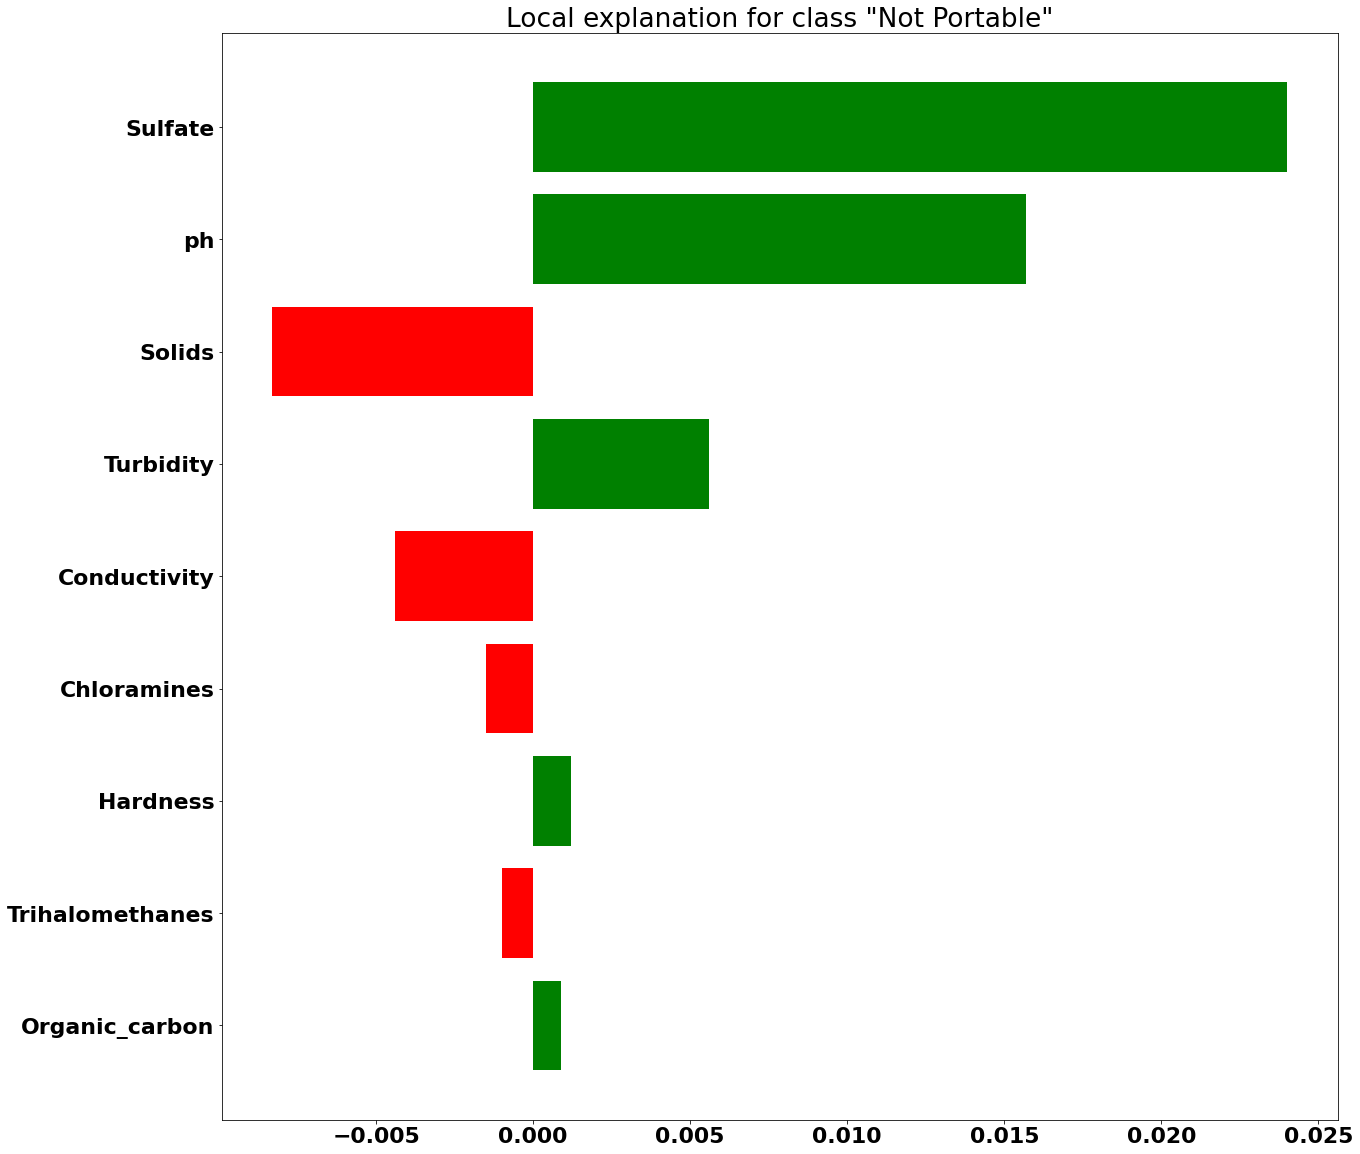 Local explanation for class "Not Portable"
Sulfate
ph
Solids
Turbidity
Conductivity
Chloramines
Hardness
Trihalomethanes
Organic_carbon
−0.005 0.000 0.005 0.010 0.015 0.020 0.025